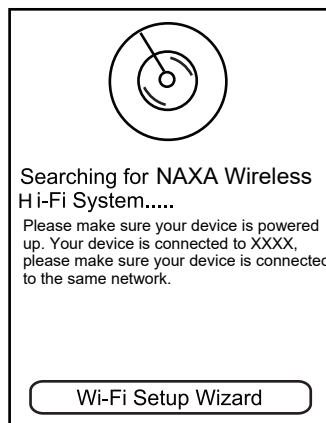 Searching for NAXA Wireless
Hi-Fi System.....
Please make sure your device is powered
up. Your device is connected to XXXX,
please make sure your device is connected
to the same network.
Wi-Fi Setup Wizard